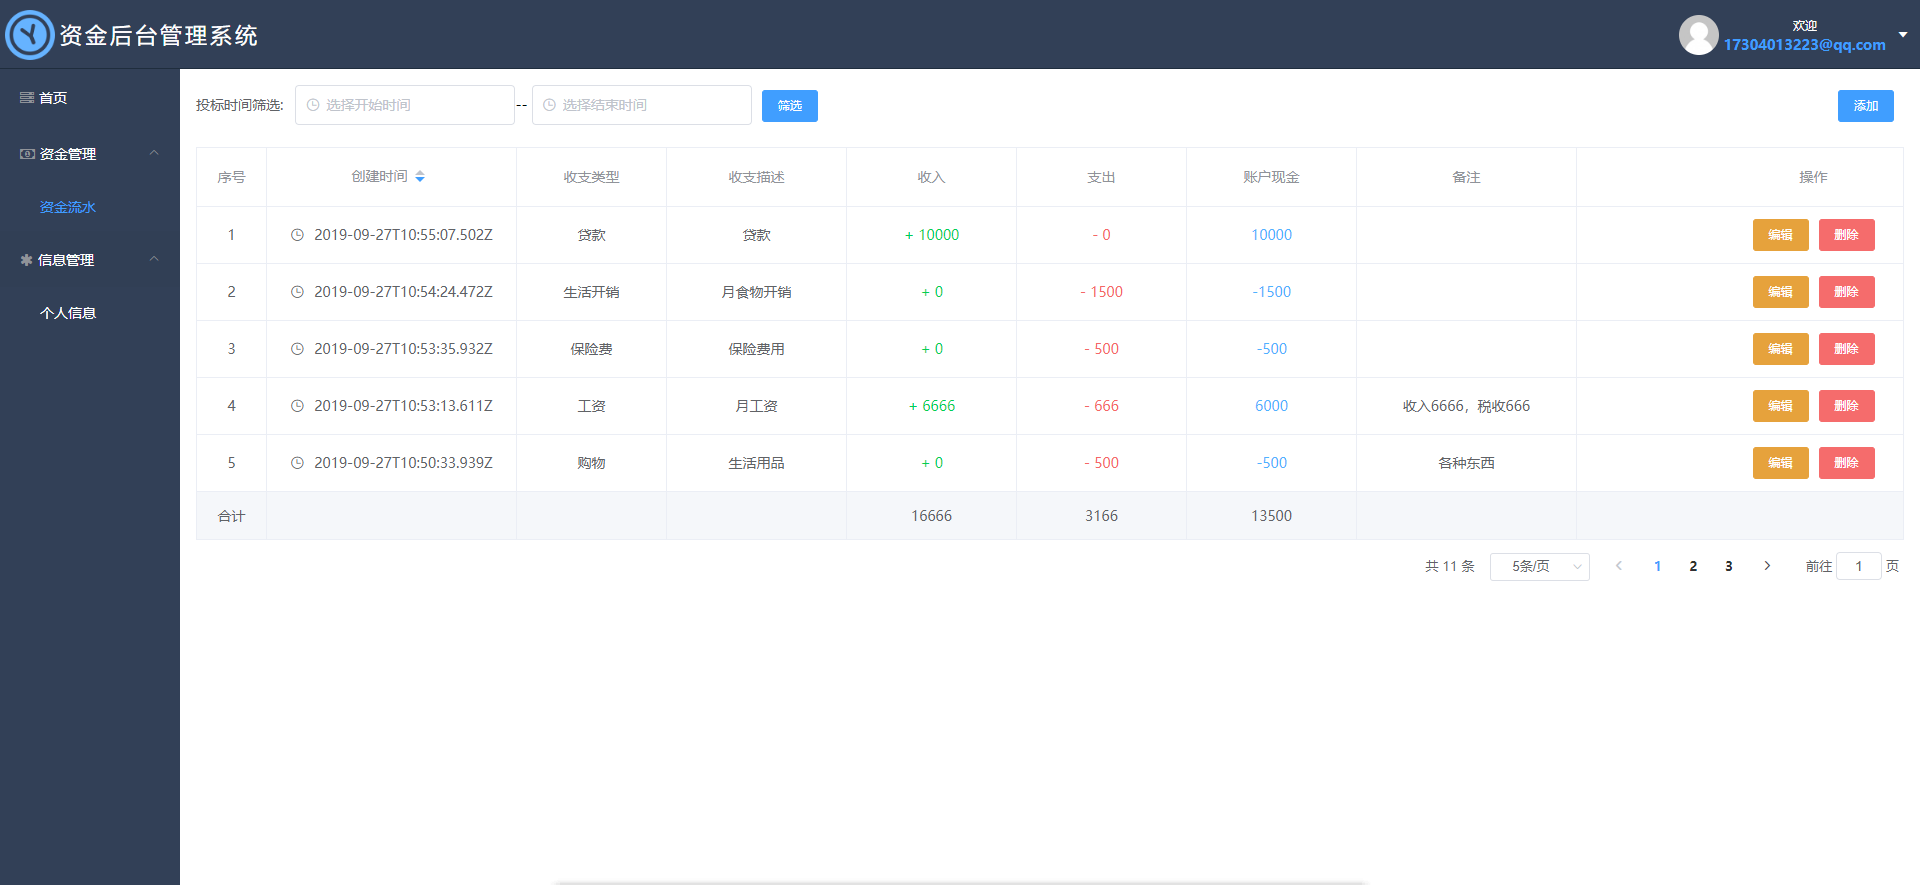 资金后台管理系统
欢迎
17304013223@qq.com
首页
资金管理
资金流水
信息管理
个人信息
投标时间筛选: 选择开始时间 -- 选择结束时间 筛选 添加
序号 创建时间 收支类型 收支描述 收入 支出 账户现金 备注 操作
1 2019-09-27T10:55:07.502Z 贷款 贷款 + 10000 - 0 10000 编辑 删除
2 2019-09-27T10:54:24.472Z 生活开销 月食物开销 + 0 - 1500 -1500 编辑 删除
3 2019-09-27T10:53:35.932Z 保险费 保险费用 + 0 - 500 -500 编辑 删除
4 2019-09-27T10:53:13.611Z 工资 月工资 + 6666 - 666 6000 收入6666，税收666 编辑 删除
5 2019-09-27T10:50:33.939Z 购物 生活用品 + 0 - 500 -500 各种东西 编辑 删除
合计 16666 3166 13500
共 11 条 5条/页 1 2 3 前往 1 页